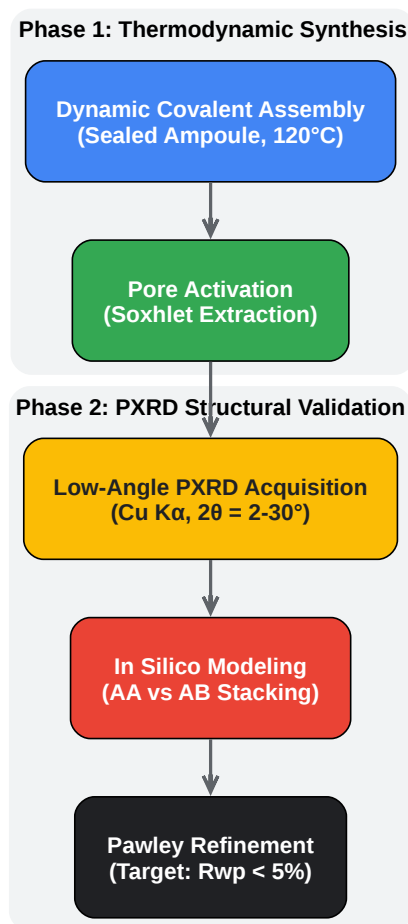 Phase 1: Thermodynamic Synthesis
Dynamic Covalent Assembly
(Sealed Ampoule, 120°C)
Pore Activation
(Soxhlet Extraction)
Phase 2: PXRD Structural Validation
Low-Angle PXRD Acquisition
(Cu Kα, 2θ = 2-30°)
In Silico Modeling
(AA vs AB Stacking)
Pawley Refinement
(Target: Rwp < 5%)